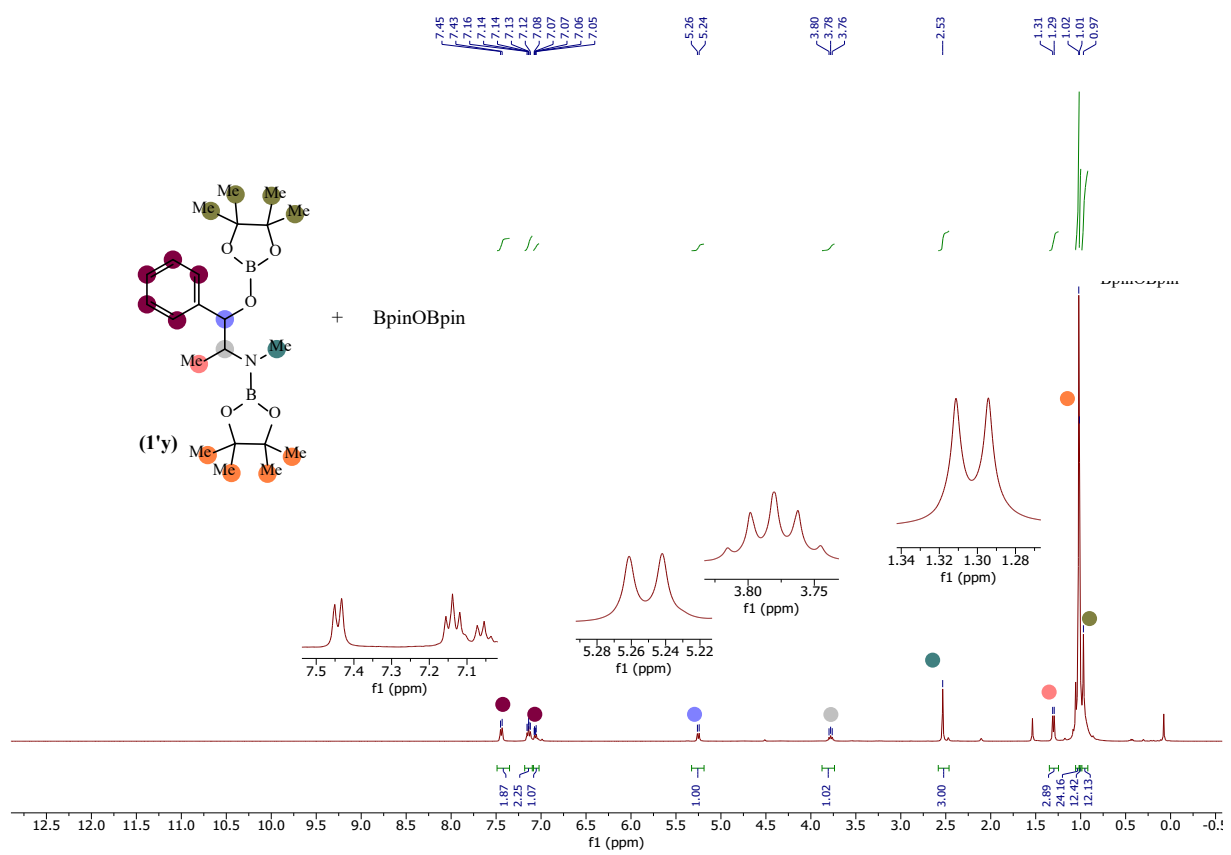 7.45
7.43
7.16
7.14
7.14
7.13
7.12
7.08
7.07
7.07
7.06
7.05
5.26
5.24
3.80
3.78
3.76
2.53
1.31
1.29
1.02
1.01
0.97
Me
Me
Me
Me
O
O
B
O
Me
N
Me
B
O
O
Me
Me
Me
Me
(1'y)
+ BpinOBpin
BpinOBpin
7.5 7.4 7.3 7.2 7.1
f1 (ppm)
5.28 5.26 5.24 5.22
f1 (ppm)
3.80 3.75
f1 (ppm)
1.34 1.32 1.30 1.28
f1 (ppm)
1.87
2.25
1.07
1.00
1.02
3.00
2.89
24.16
12.42
12.13
12.5 12.0 11.5 11.0 10.5 10.0 9.5 9.0 8.5 8.0 7.5 7.0 6.5 6.0 5.5 5.0 4.5 4.0 3.5 3.0 2.5 2.0 1.5 1.0 0.5 0.0 -0.5
f1 (ppm)